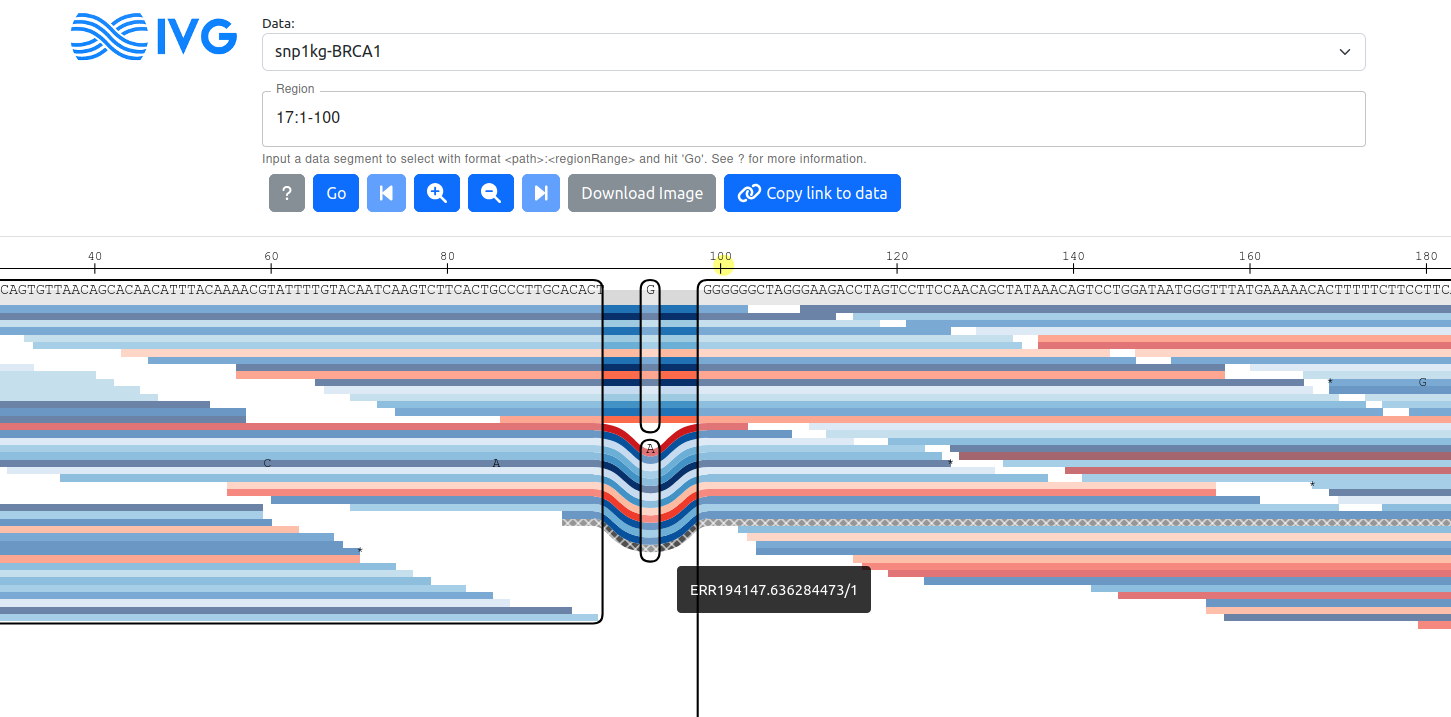 IVG
Data:
snp1kg-BRCA1
Region
17:1-100
Input a data segment to select with format <path>:<regionRange> and hit 'Go'. See ? for more information.
? Go Download Image Copy link to data
40 60 80 100 120 140 160 180
CAGTGTTAACAGCACAACATTTACAAAACGTATTTTGTACAATCAAGTCTTCACTGCCCTTGCACACT G GGGGGGCTAGGGAAGACCTAGTCCTTCCAACAGCTATAAACAGTCCTGGATAATGGGTTTATGAAAAACACTTTTTCTTCCTTC
* G
A
C A *
*
*
ERR194147.636284473/1